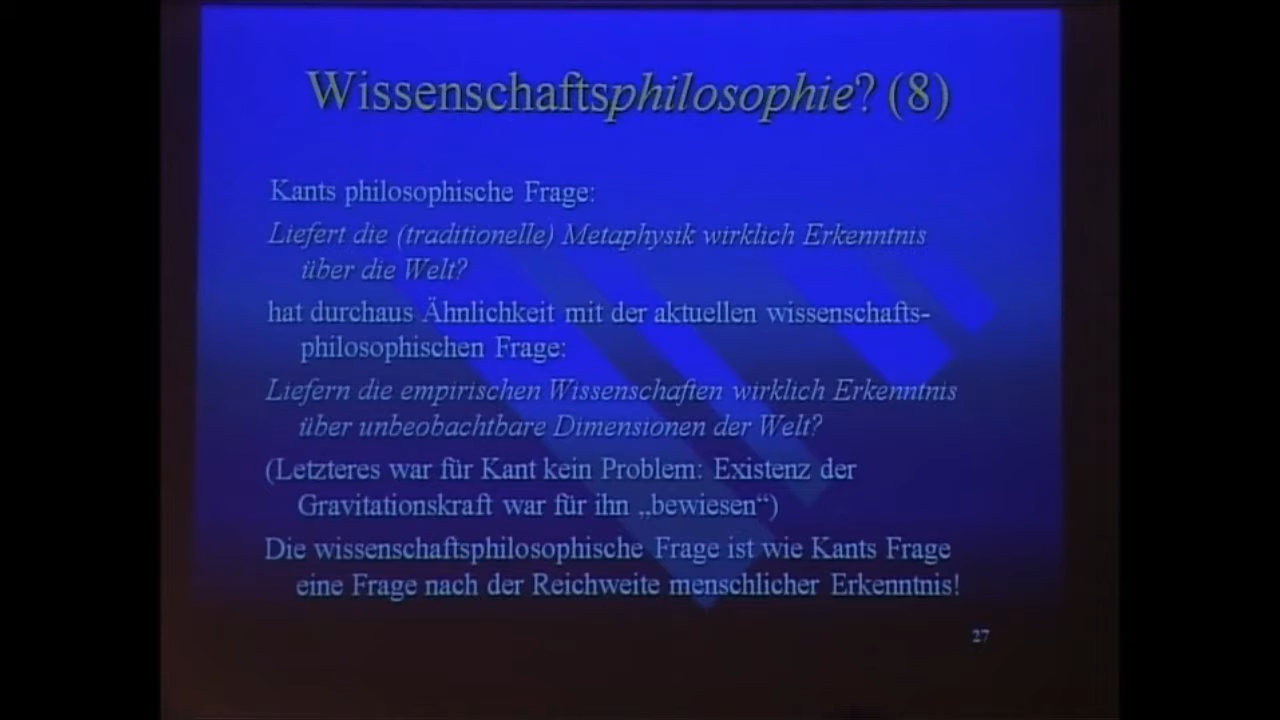 Wissenschaftsphilosophie? (8)
Kants philosophische Frage:
Liefert die (traditionelle) Metaphysik wirklich Erkenntnis
über die Welt?
hat durchaus Ähnlichkeit mit der aktuellen wissenschafts-
philosophischen Frage:
Liefern die empirischen Wissenschaften wirklich Erkenntnis
über unbeobachtbare Dimensionen der Welt?
(Letzteres war für Kant kein Problem: Existenz der
Gravitationskraft war für ihn „bewiesen“)
Die wissenschaftsphilosophische Frage ist wie Kants Frage
eine Frage nach der Reichweite menschlicher Erkenntnis!
27